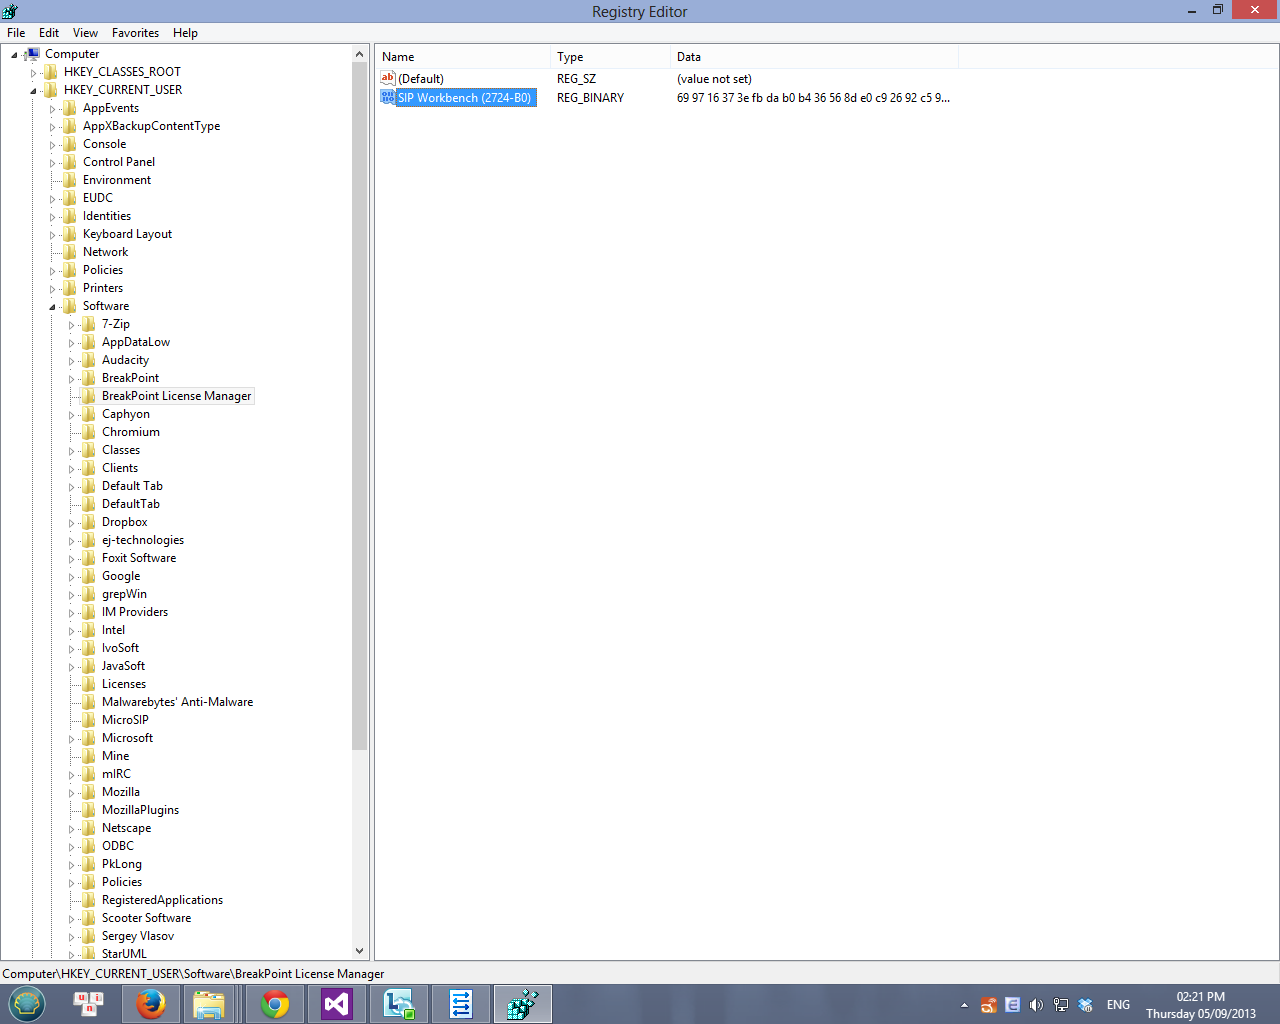 Registry Editor
File Edit View Favorites Help
Computer
HKEY_CLASSES_ROOT
HKEY_CURRENT_USER
AppEvents
AppXBackupContentType
Console
Control Panel
Environment
EUDC
Identities
Keyboard Layout
Network
Policies
Printers
Software
7-Zip
AppDataLow
Audacity
BreakPoint
BreakPoint License Manager
Caphyon
Chromium
Classes
Clients
Default Tab
DefaultTab
Dropbox
ej-technologies
Foxit Software
Google
grepWin
IM Providers
Intel
IvoSoft
JavaSoft
Licenses
Malwarebytes' Anti-Malware
MicroSIP
Microsoft
Mine
mIRC
Mozilla
MozillaPlugins
Netscape
ODBC
PkLong
Policies
RegisteredApplications
Scooter Software
Sergey Vlasov
StarUML
Name Type Data
ab (Default) REG_SZ (value not set)
SIP Workbench (2724-B0) REG_BINARY 69 97 16 37 3e fb da b0 b4 36 56 8d e0 c9 26 92 c5 9...
Computer\HKEY_CURRENT_USER\Software\BreakPoint License Manager
u n i
ENG
02:21 PM
Thursday 05/09/2013